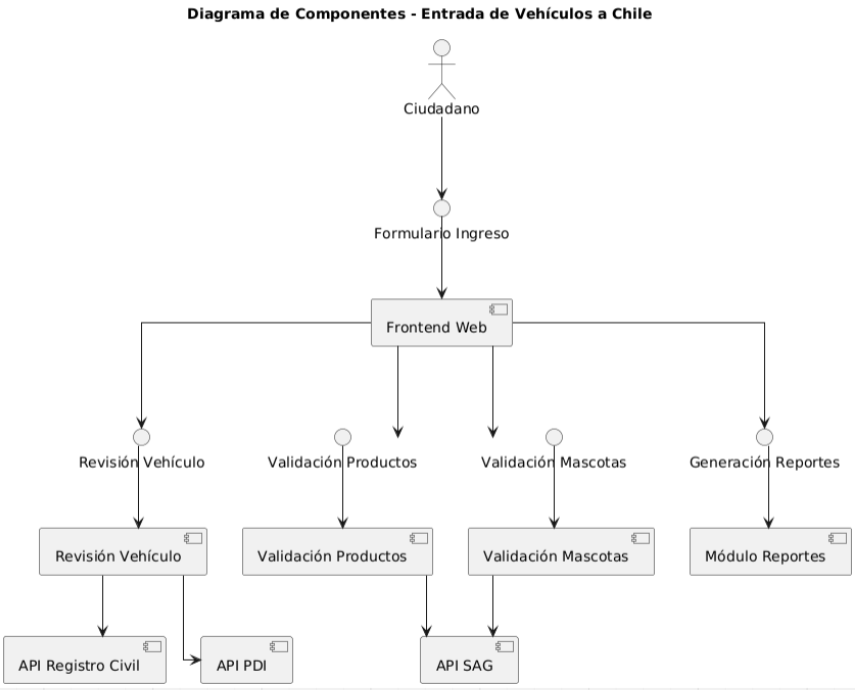 Diagrama de Componentes - Entrada de Vehículos a Chile
Ciudadano
Formulario Ingreso
Frontend Web
Revisión Vehículo
Validación Productos
Validación Mascotas
Generación Reportes
Revisión Vehículo
Validación Productos
Validación Mascotas
Módulo Reportes
API Registro Civil
API PDI
API SAG